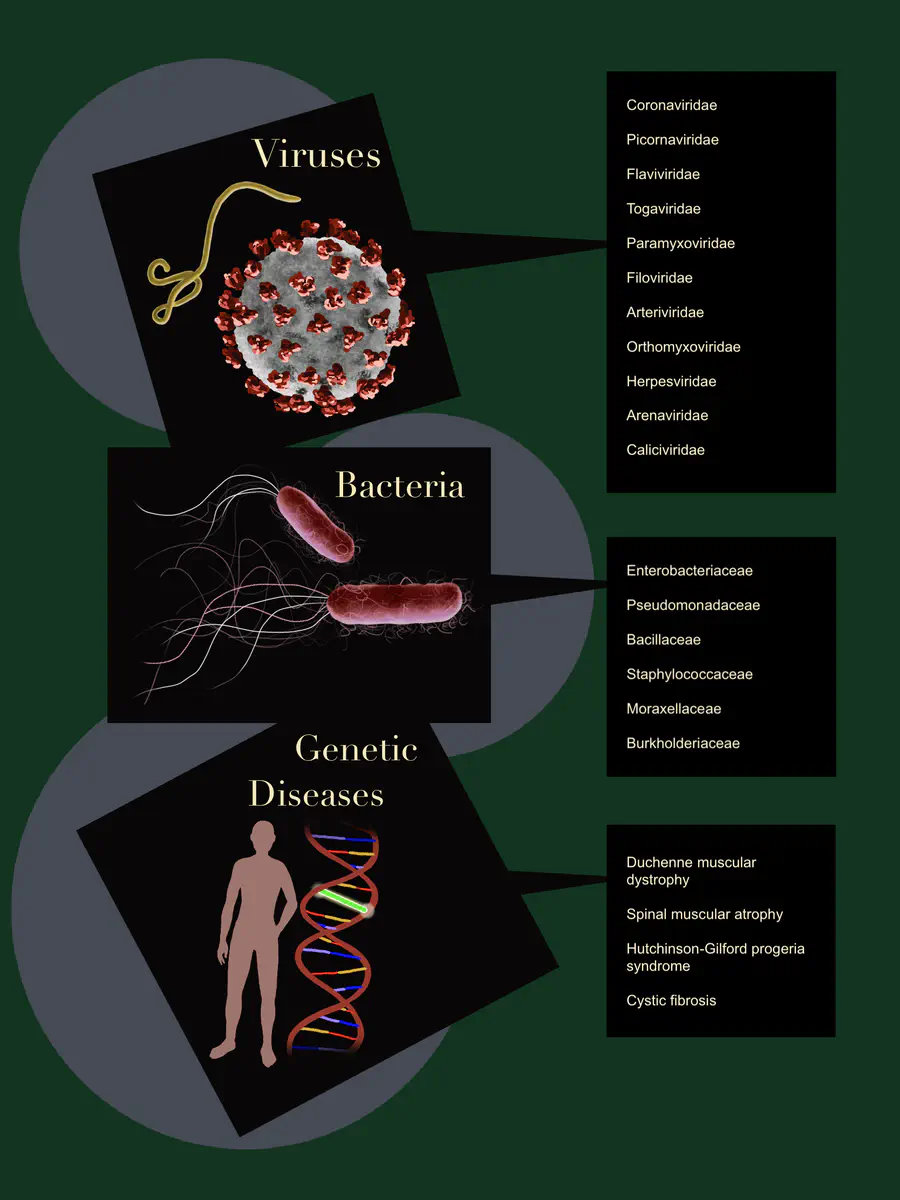 Viruses
Coronaviridae
Picornaviridae
Flaviviridae
Togaviridae
Paramyxoviridae
Filoviridae
Arteriviridae
Orthomyxoviridae
Herpesviridae
Arenaviridae
Caliciviridae
Bacteria
Enterobacteriaceae
Pseudomonadaceae
Bacillaceae
Staphylococcaceae
Moraxellaceae
Burkholderiaceae
Genetic
Diseases
Duchenne muscular
dystrophy
Spinal muscular atrophy
Hutchinson-Gilford progeria
syndrome
Cystic fibrosis